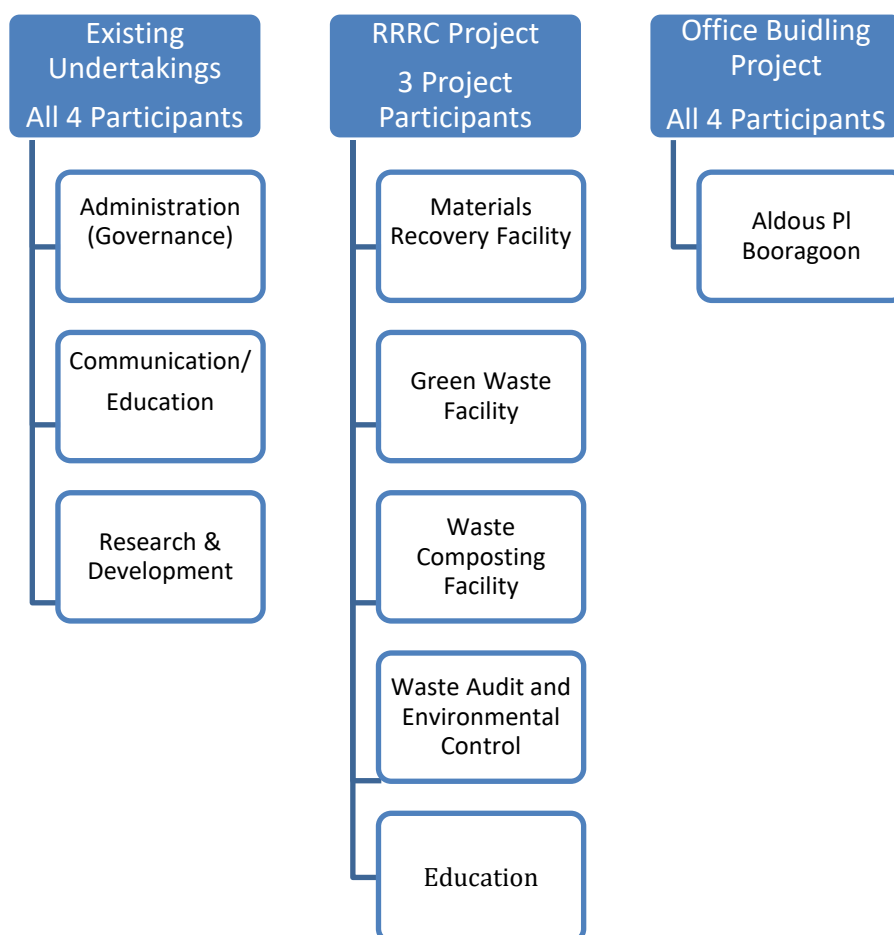 Existing
Undertakings
All 4 Participants
Administration
(Governance)
Communication/
Education
Research &
Development
RRRC Project
3 Project
Participants
Materials
Recovery Facility
Green Waste
Facility
Waste
Composting
Facility
Waste Audit and
Environmental
Control
Education
Office Buidling
Project
All 4 Participants
Aldous Pl
Booragoon